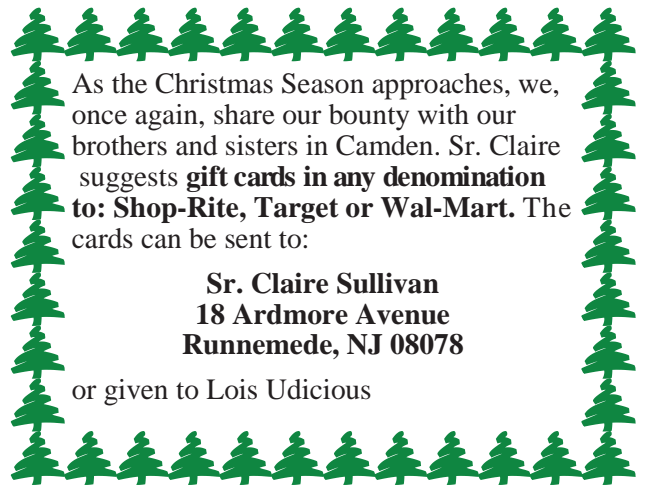 As the Christmas Season approaches, we,
once again, share our bounty with our
brothers and sisters in Camden. Sr. Claire
suggests gift cards in any denomination
to: Shop-Rite, Target or Wal-Mart. The
cards can be sent to:
Sr. Claire Sullivan
18 Ardmore Avenue
Runnemede, NJ 08078
or given to Lois Udicious